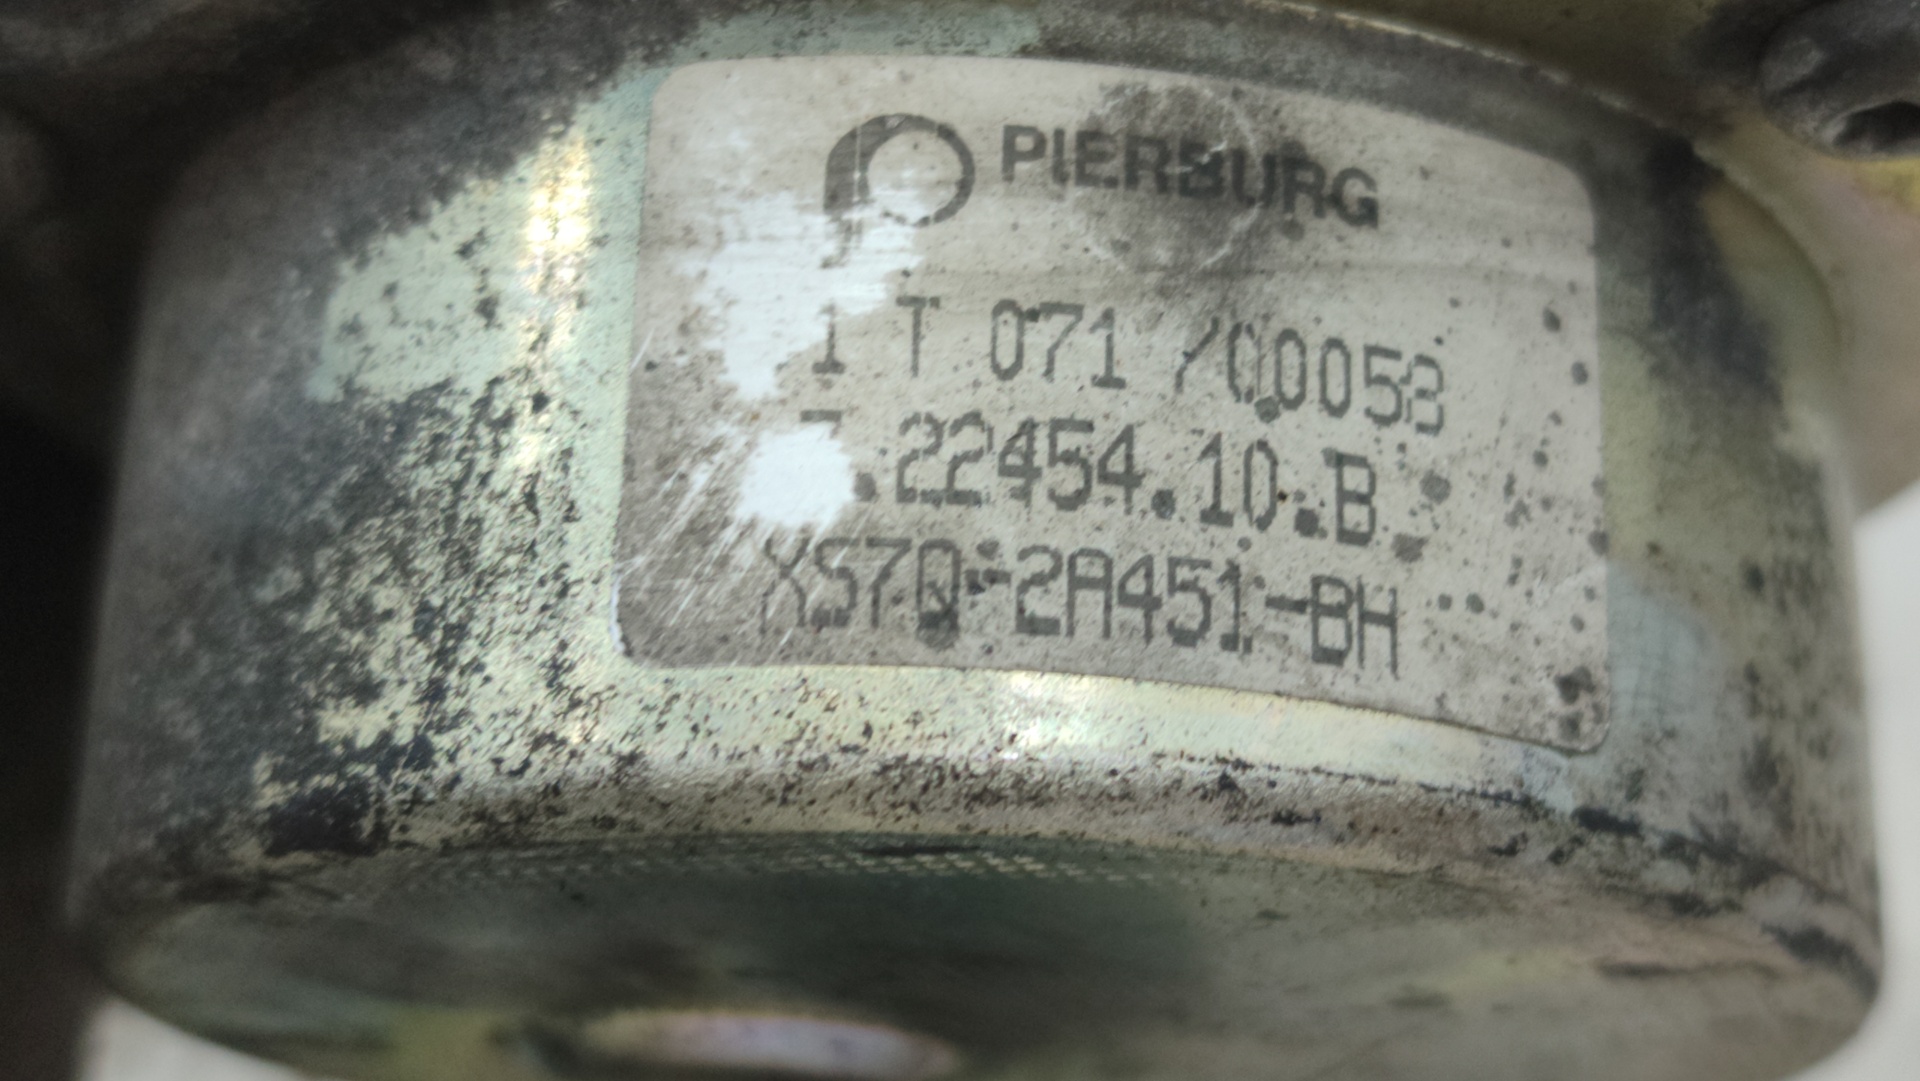 PIERBURG
1 T 071 /00053
7.22454.10.B
XS7Q-2A451-BH